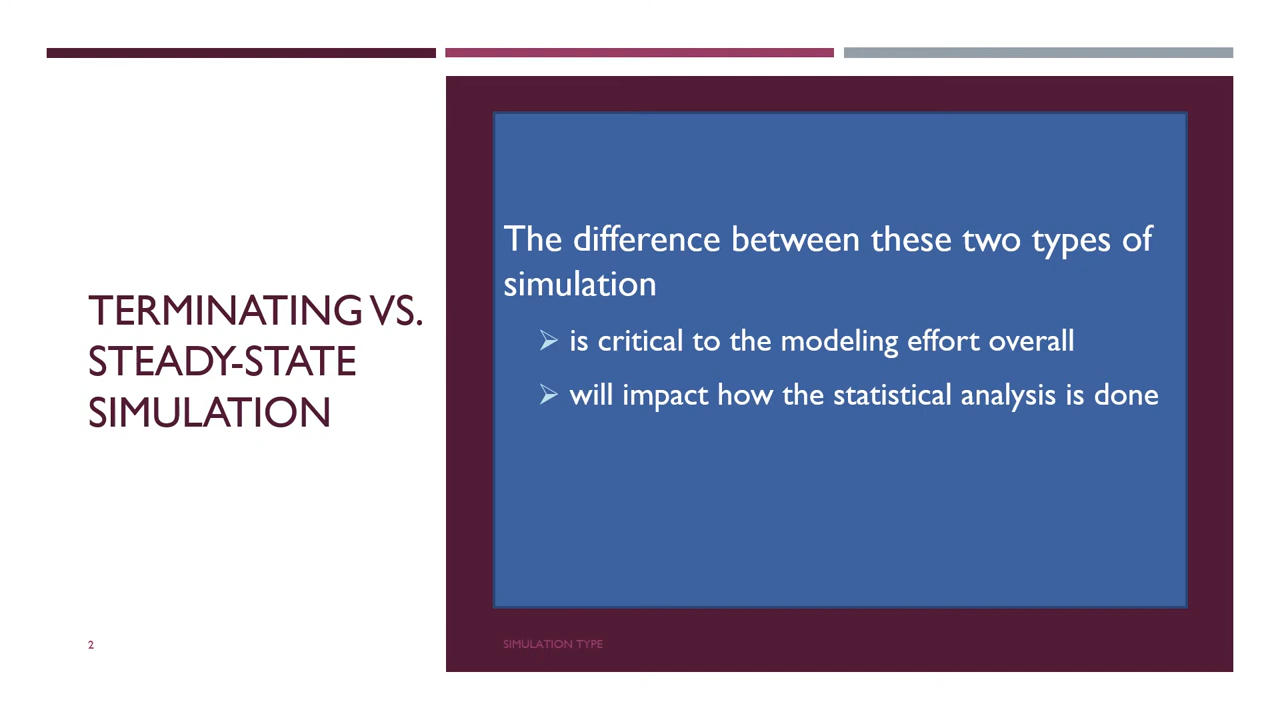 TERMINATING VS.
STEADY-STATE
SIMULATION
The difference between these two types of
simulation
is critical to the modeling effort overall
will impact how the statistical analysis is done
2
SIMULATION TYPE